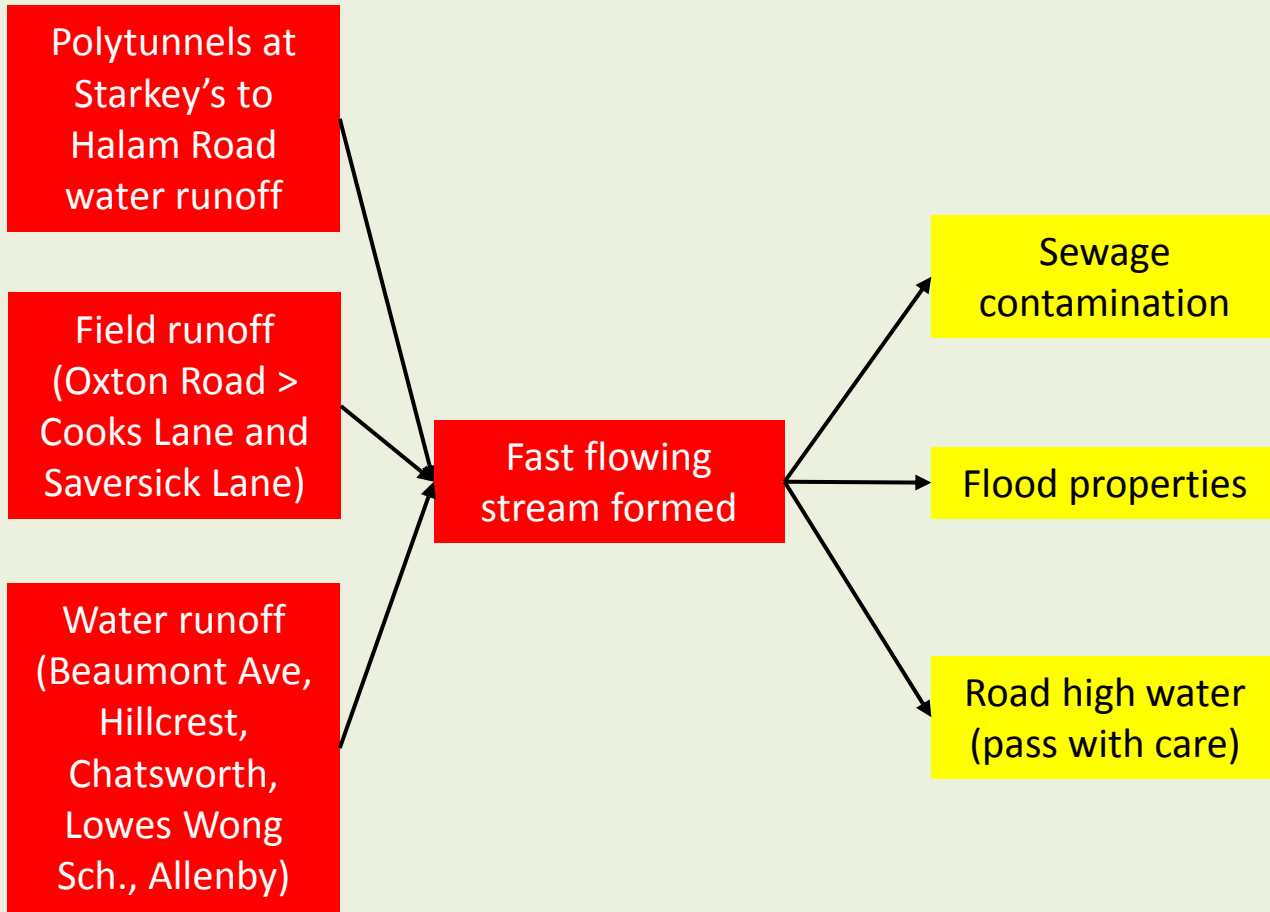 Polytunnels at
Starkey’s to
Halam Road
water runoff
Field runoff
(Oxton Road >
Cooks Lane and
Saversick Lane)
Water runoff
(Beaumont Ave,
Hillcrest,
Chatsworth,
Lowes Wong
Sch., Allenby)
Fast flowing
stream formed
Sewage
contamination
Flood properties
Road high water
(pass with care)